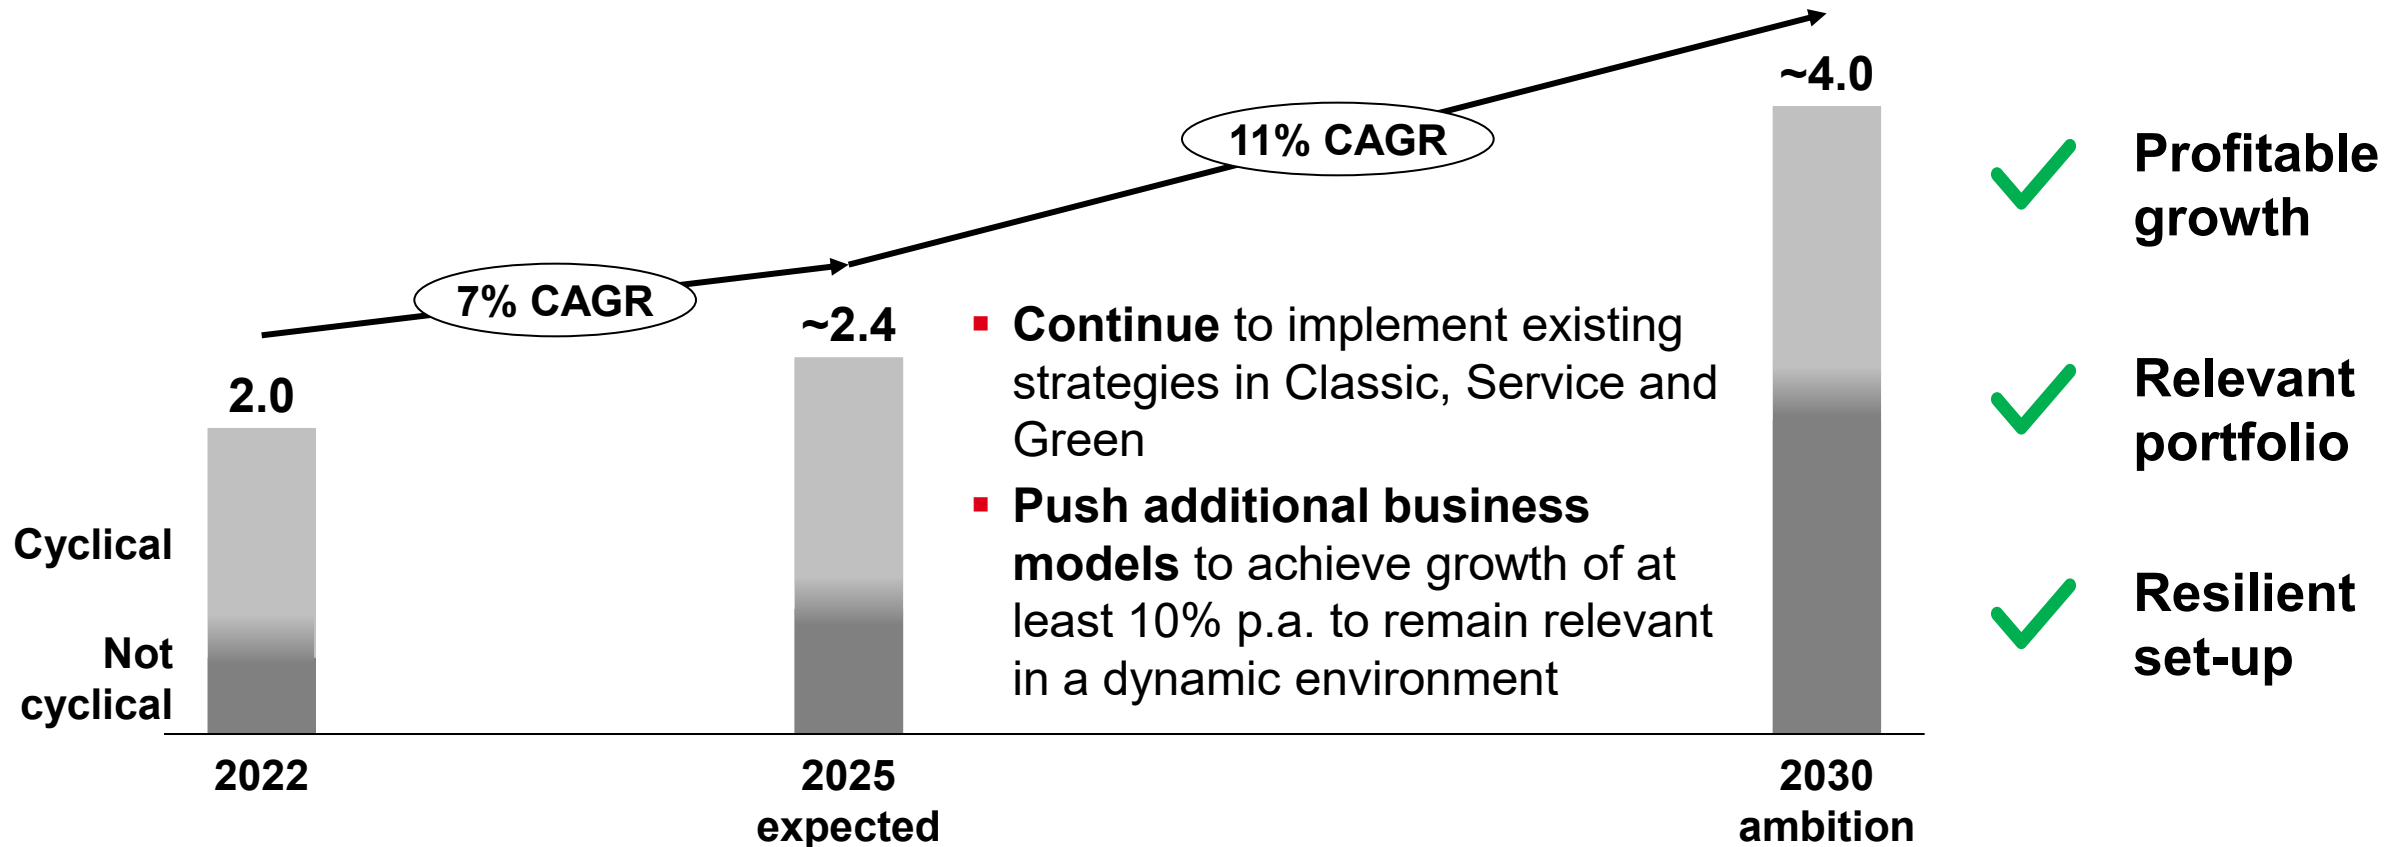 ~4.0
11% CAGR
7% CAGR
~2.4
2.0
Cyclical
Not
cyclical
2022
2025
expected
2030
ambition
▪ Continue to implement existing
strategies in Classic, Service and
Green
▪ Push additional business
models to achieve growth of at
least 10% p.a. to remain relevant
in a dynamic environment
Profitable
growth
Relevant
portfolio
Resilient
set-up